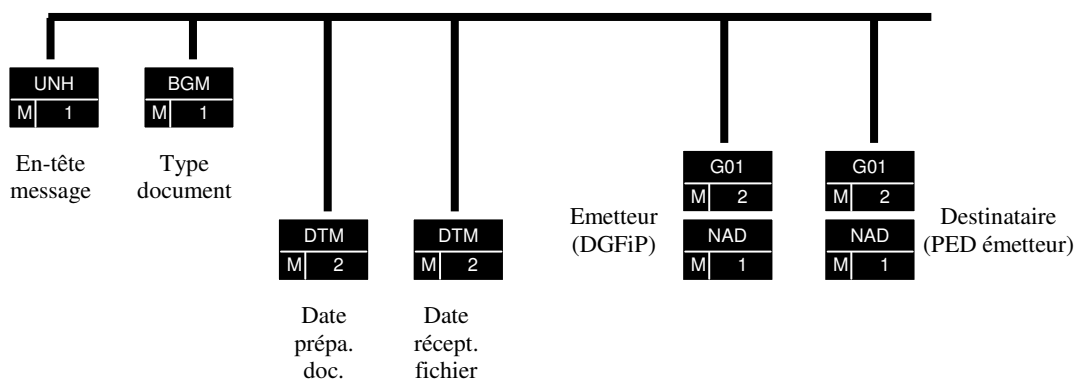 UNH
M 1
En-tête
message
BGM
M 1
Type
document
DTM
M 2
Date
prépa.
doc.
DTM
M 2
Date
récept.
fichier
Emetteur
(DGFiP)
G01
M 2
NAD
M 1
G01
M 2
NAD
M 1
Destinataire
(PED émetteur)